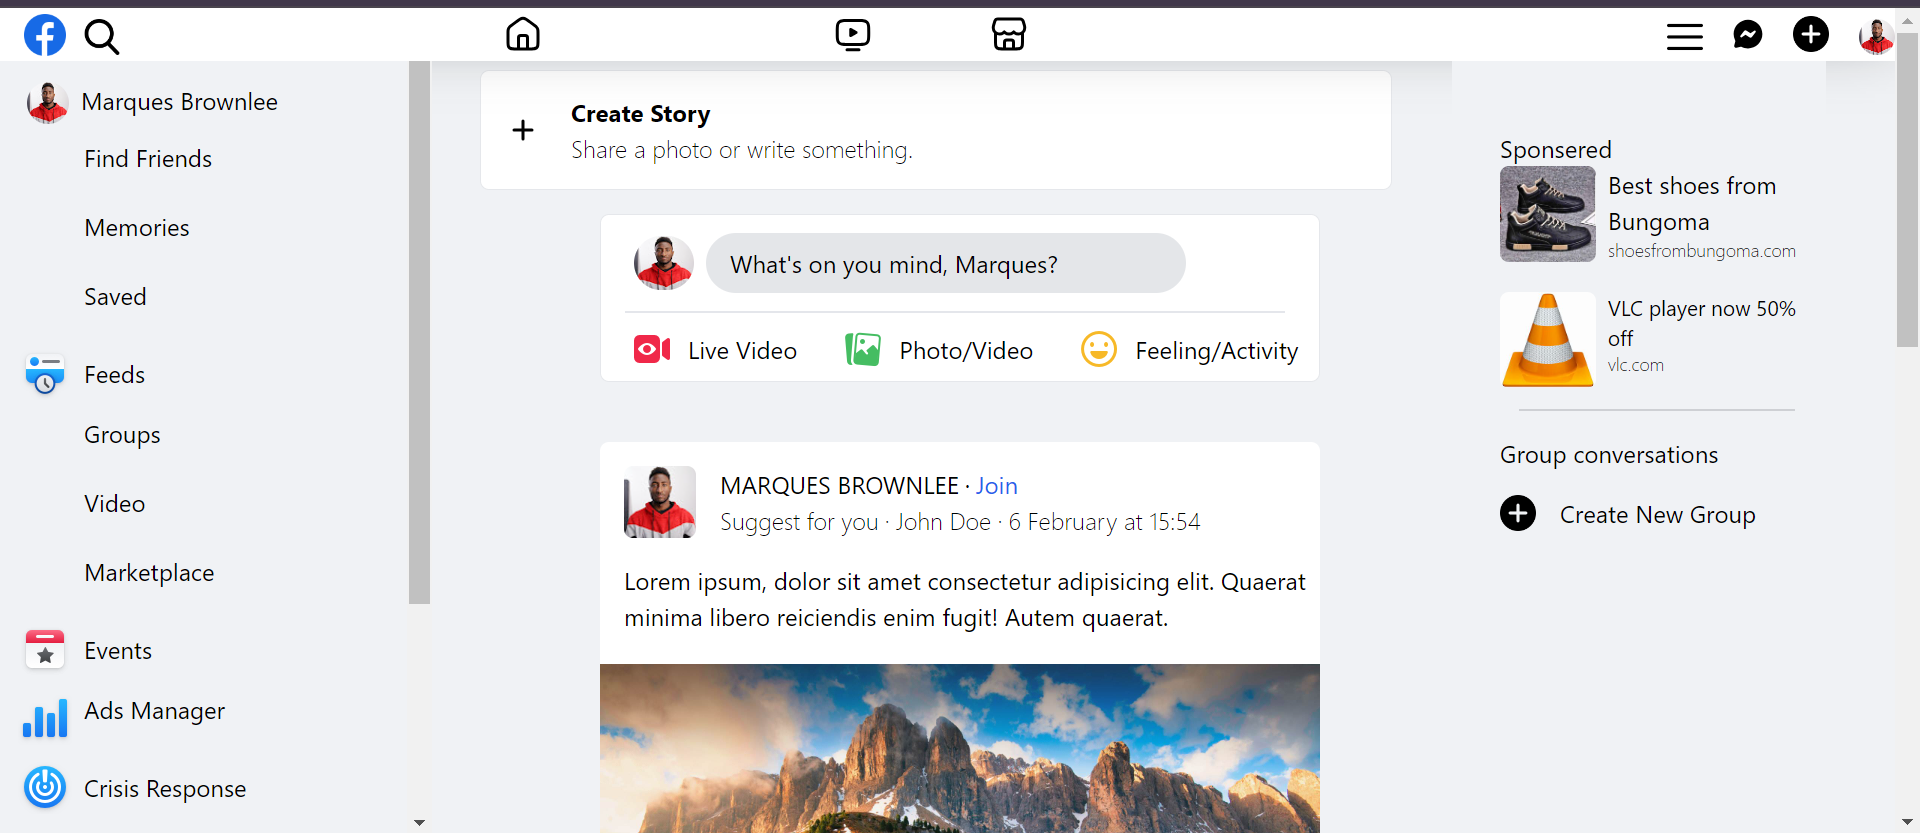 Marques Brownlee
Find Friends
Memories
Saved
Feeds
Groups
Video
Marketplace
Events
Ads Manager
Crisis Response
Create Story
Share a photo or write something.
What's on you mind, Marques?
Live Video
Photo/Video
Feeling/Activity
MARQUES BROWNLEE · Join
Suggest for you · John Doe · 6 February at 15:54
Lorem ipsum, dolor sit amet consectetur adipisicing elit. Quaerat
minima libero reiciendis enim fugit! Autem quaerat.
Sponsered
Best shoes from
Bungoma
shoesfrombungoma.com
VLC player now 50%
off
vlc.com
Group conversations
Create New Group